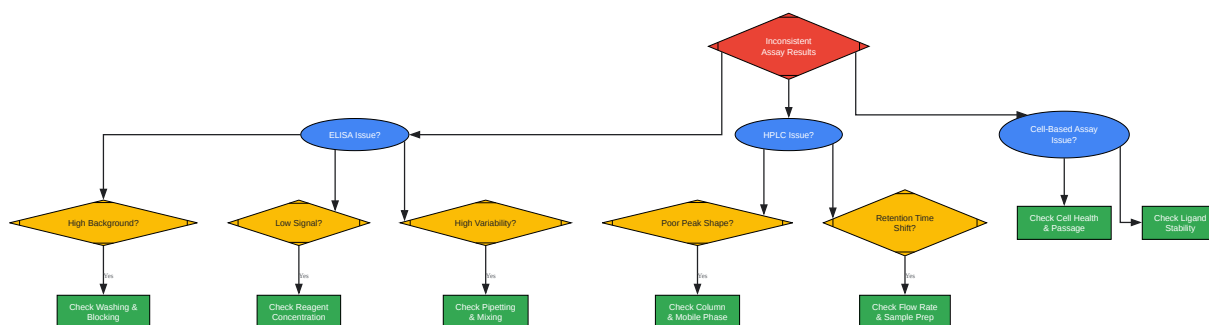 Inconsistent
Assay Results
ELISA Issue?
HPLC Issue?
Cell-Based Assay
Issue?
High Background?
Low Signal?
High Variability?
Poor Peak Shape?
Retention Time
Shift?
Check Cell Health
& Passage
Check Ligand
Stability
Yes
Yes
Yes
Yes
Yes
Check Washing &
Blocking
Check Reagent
Concentration
Check Pipetting
& Mixing
Check Column
& Mobile Phase
Check Flow Rate
& Sample Prep